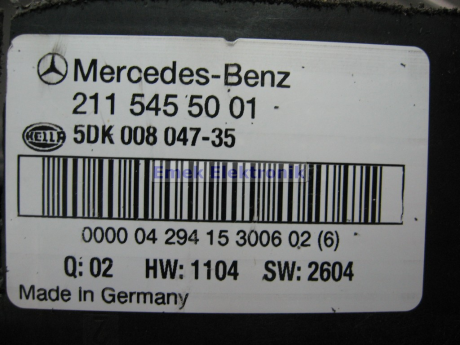 Mercedes-Benz
211 545 50 01
HELLA 5DK 008 047-35
Emek Elektronik
0000 04 294 15 3006 02 (6)
Q: 02 HW: 1104 SW: 2604
Made in Germany